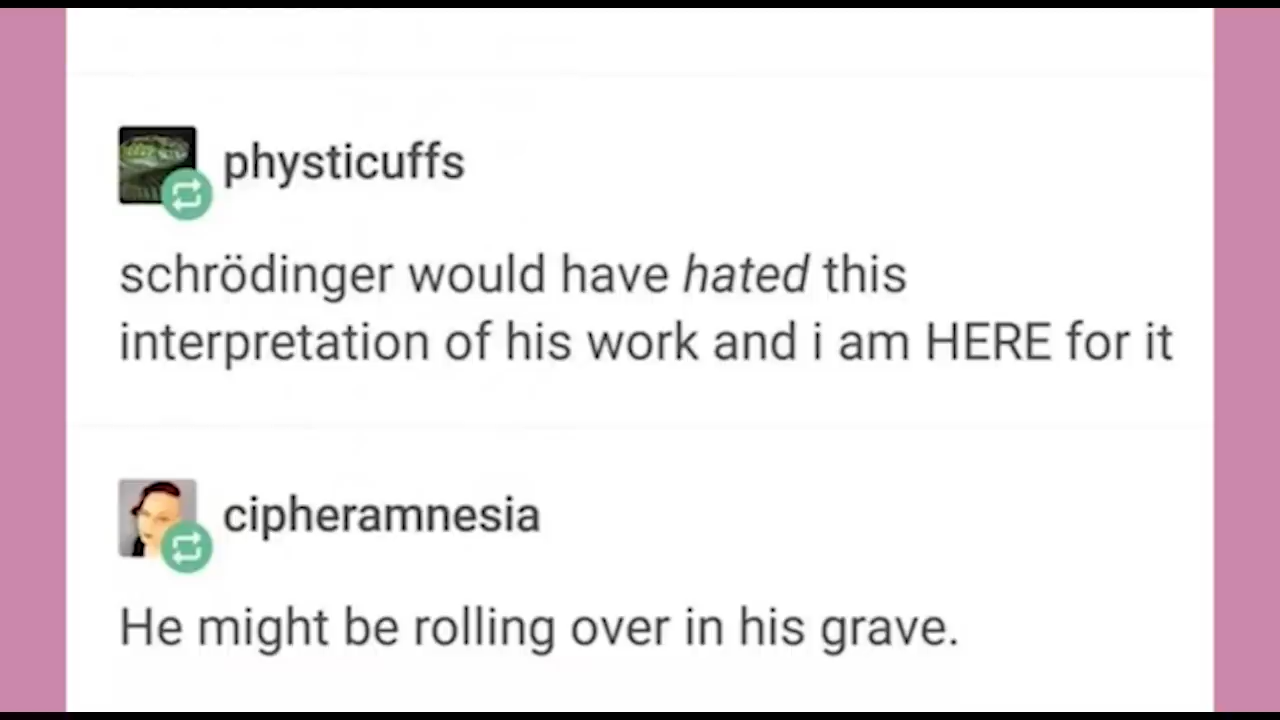 physticuffs
schrödinger would have hated this
interpretation of his work and i am HERE for it
cipheramnesia
He might be rolling over in his grave.